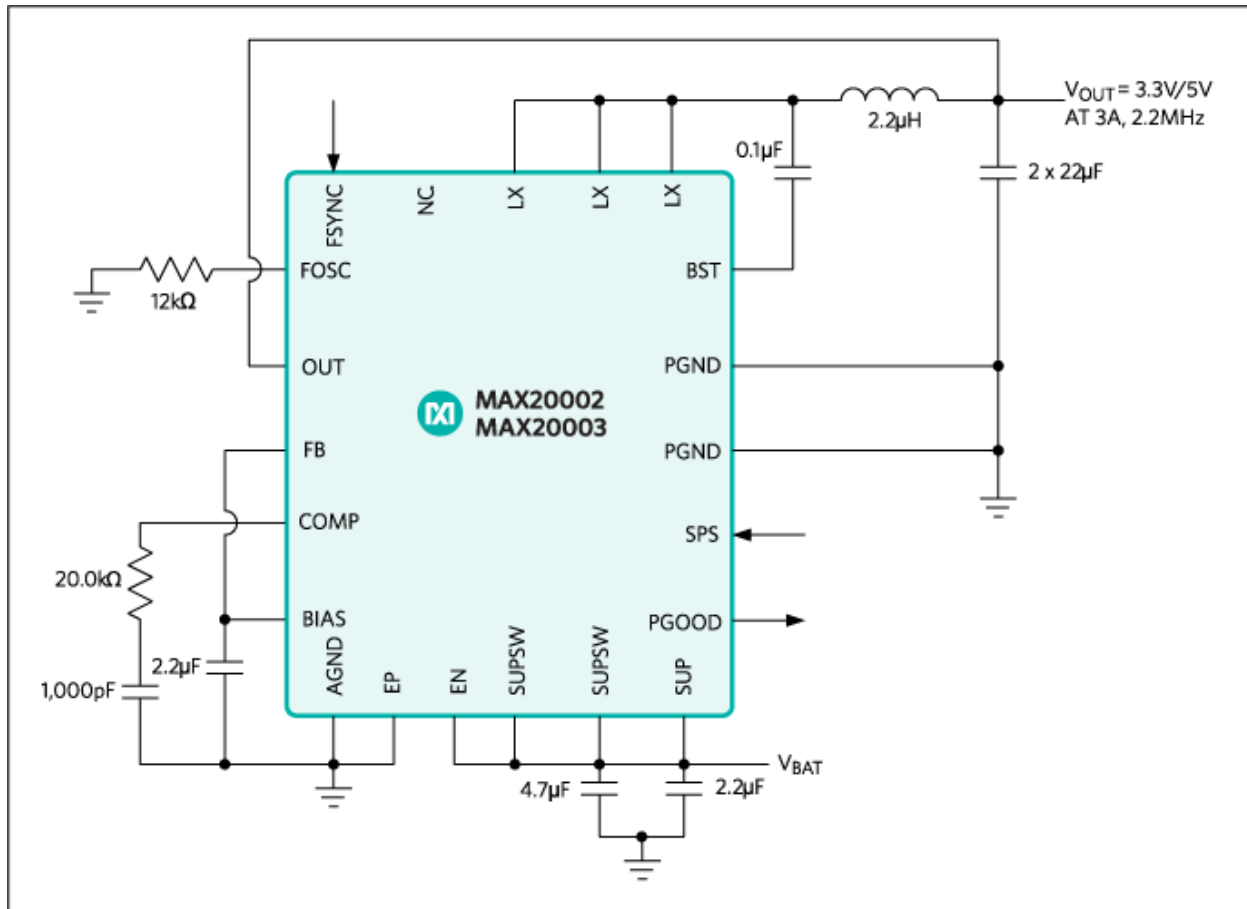 VOUT = 3.3V/5V
AT 3A, 2.2MHz
2.2µH
0.1µF
2 x 22µF
FSYNC
NC
LX
LX
LX
FOSC
12kΩ
BST
OUT
PGND
MAX20002
MAX20003
FB
PGND
COMP
SPS
20.0kΩ
BIAS
PGOOD
2.2µF
1,000pF
AGND
EP
EN
SUPSW
SUPSW
SUP
VBAT
4.7µF
2.2µF